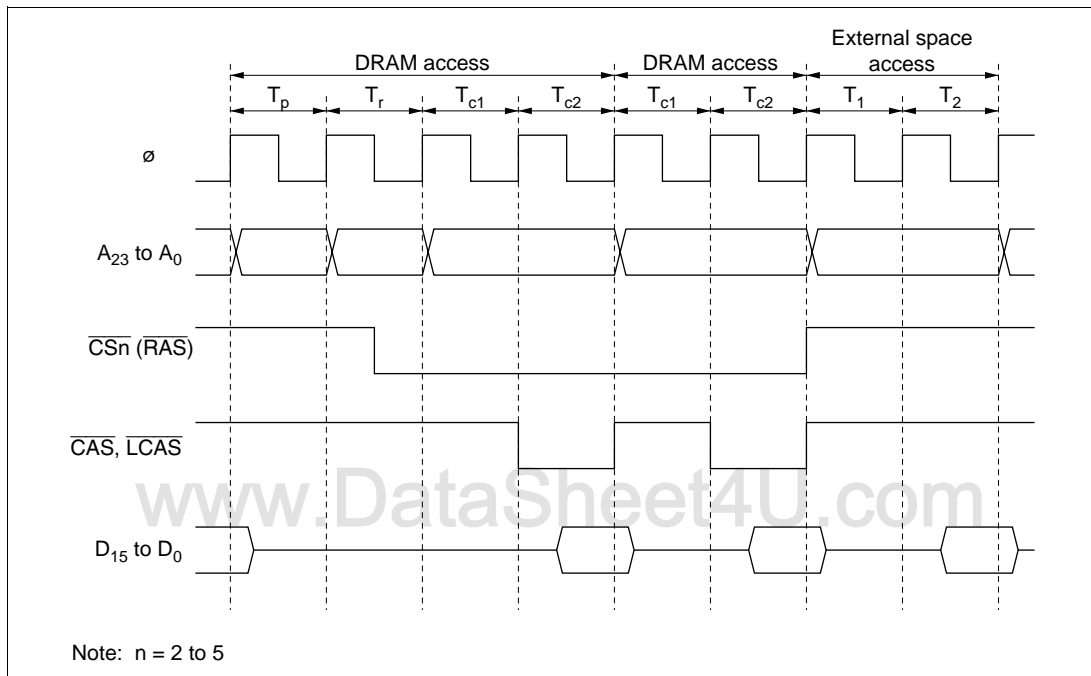 External space
DRAM access DRAM access access
Tp Tr Tc1 Tc2 Tc1 Tc2 T1 T2
ø
A23 to A0
CSn (RAS)
CAS, LCAS
www.DataSheet4U.com
D15 to D0
Note: n = 2 to 5